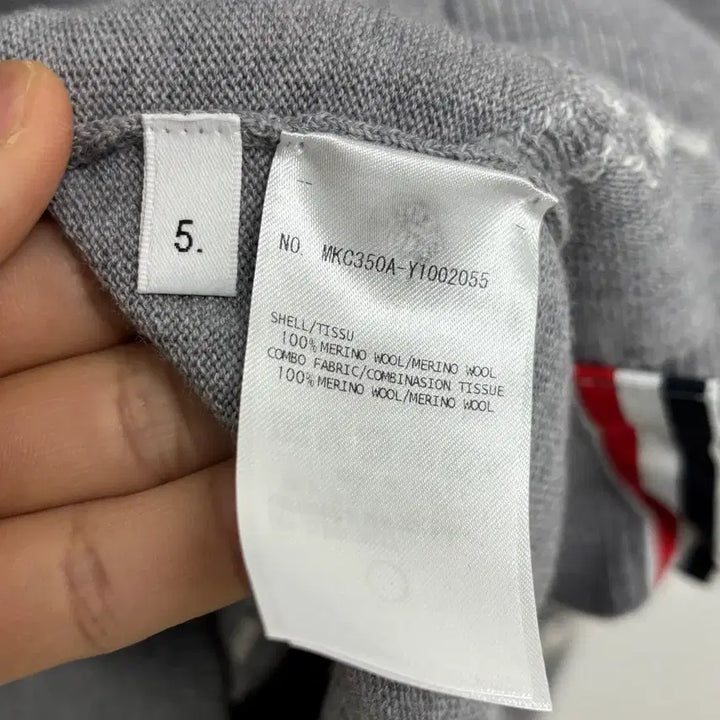 5.
NO. MKC350A-Y1002055
SHELL/TISSU
100% MERINO WOOL/MERINO WOOL
COMBO FABRIC/COMBINASION TISSUE
100% MERINO WOOL/MERINO WOOL